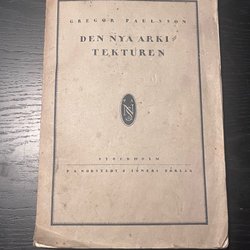 GREGOR PAULSSON
DEN NYA ARKI-
TEKTUREN
STOCKHOLM
P. A. NORSTEDT & SÖNERS FÖRLAG